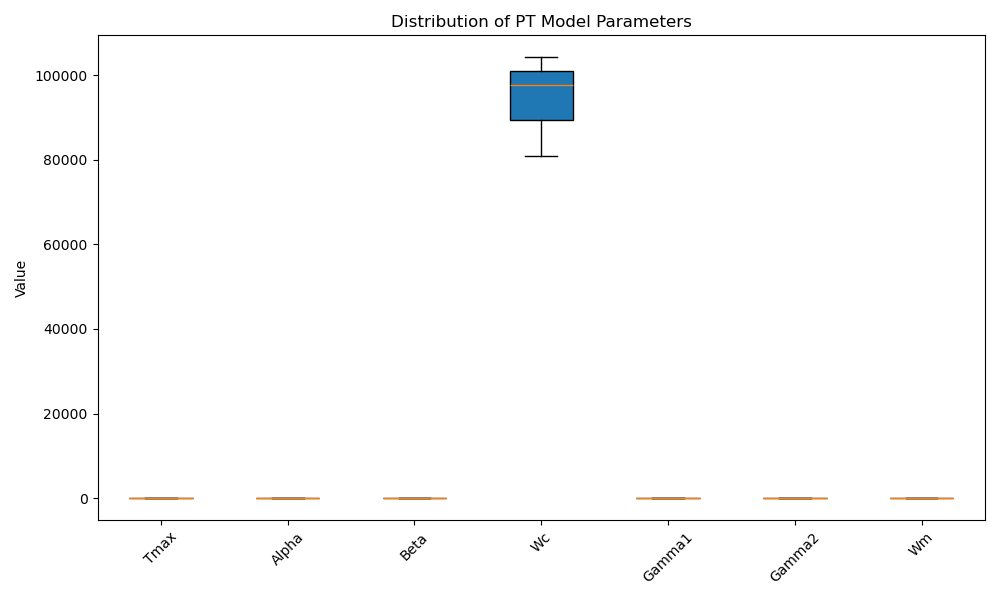 Distribution of PT Model Parameters
Value
100000
80000
60000
40000
20000
0
Tmax
Alpha
Beta
Wc
Gamma1
Gamma2
Wm